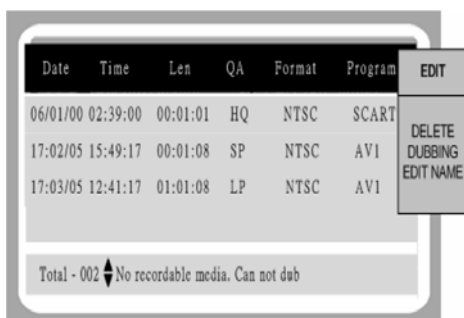 Date Time Len QA Format Program EDIT
06/01/00 02:39:00 00:01:01 HQ NTSC SCART
17:02/05 15:49:17 00:01:08 SP NTSC AV1
17:03/05 12:41:17 01:01:08 LP NTSC AV1
DELETE
DUBBING
EDIT NAME
Total - 002 No recordable media. Can not dub